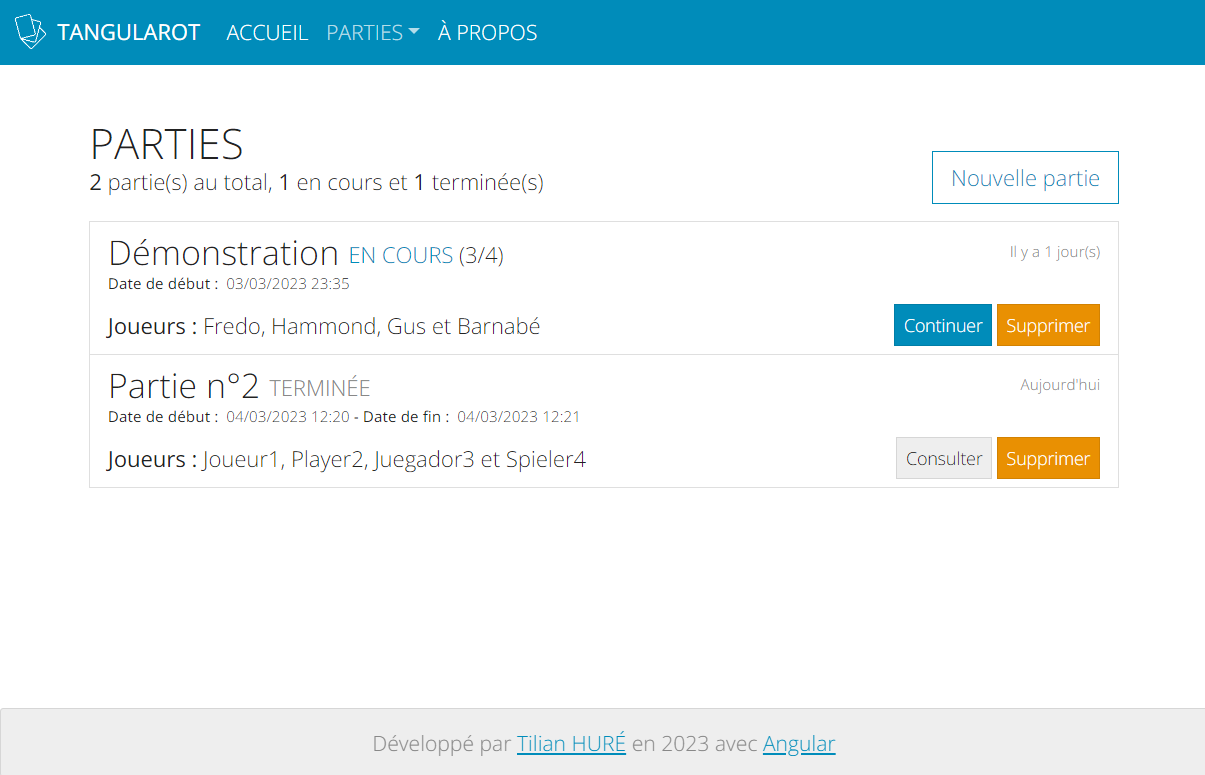 TANGULAROT ACCUEIL PARTIES À PROPOS
PARTIES
2 partie(s) au total, 1 en cours et 1 terminée(s)
Nouvelle partie
Démonstration EN COURS (3/4)
Il y a 1 jour(s)
Date de début : 03/03/2023 23:35
Joueurs : Fredo, Hammond, Gus et Barnabé
Continuer Supprimer
Partie n°2 TERMINÉE
Aujourd'hui
Date de début : 04/03/2023 12:20 - Date de fin : 04/03/2023 12:21
Joueurs : Joueur1, Player2, Juegador3 et Spieler4
Consulter Supprimer
Développé par Tilian HURÉ en 2023 avec Angular